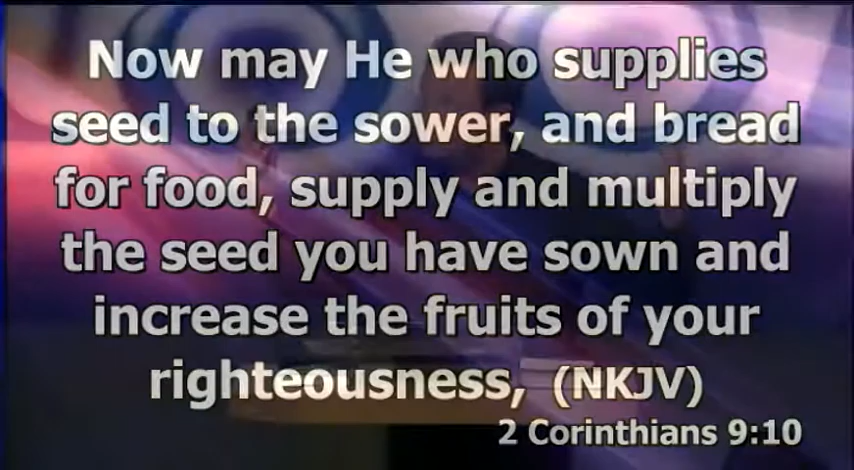 Now may He who supplies
seed to the sower, and bread
for food, supply and multiply
the seed you have sown and
increase the fruits of your
righteousness, (NKJV)
2 Corinthians 9:10